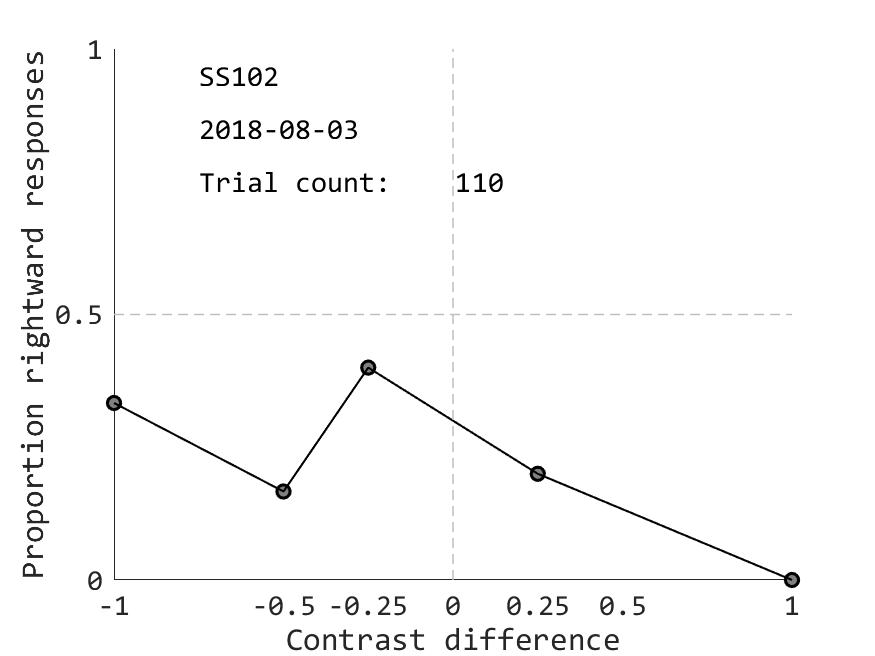 1
SS102
2018-08-03
Trial count:    110
0.5
0
-1
-0.5
-0.25
0
0.25
0.5
1
Contrast difference
Proportion rightward responses